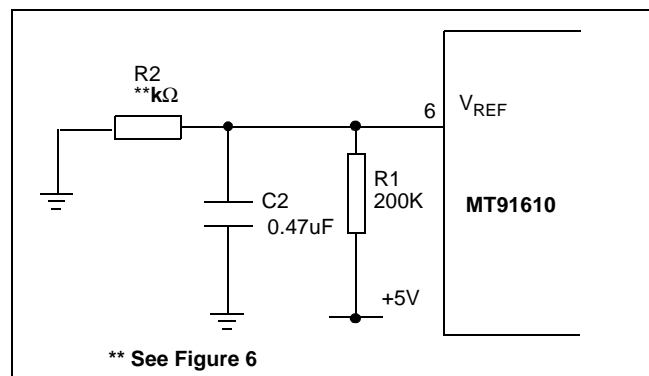 R2
**kΩ
6
V_REF
R1
200K
MT91610
C2
0.47uF
+5V
** See Figure 6